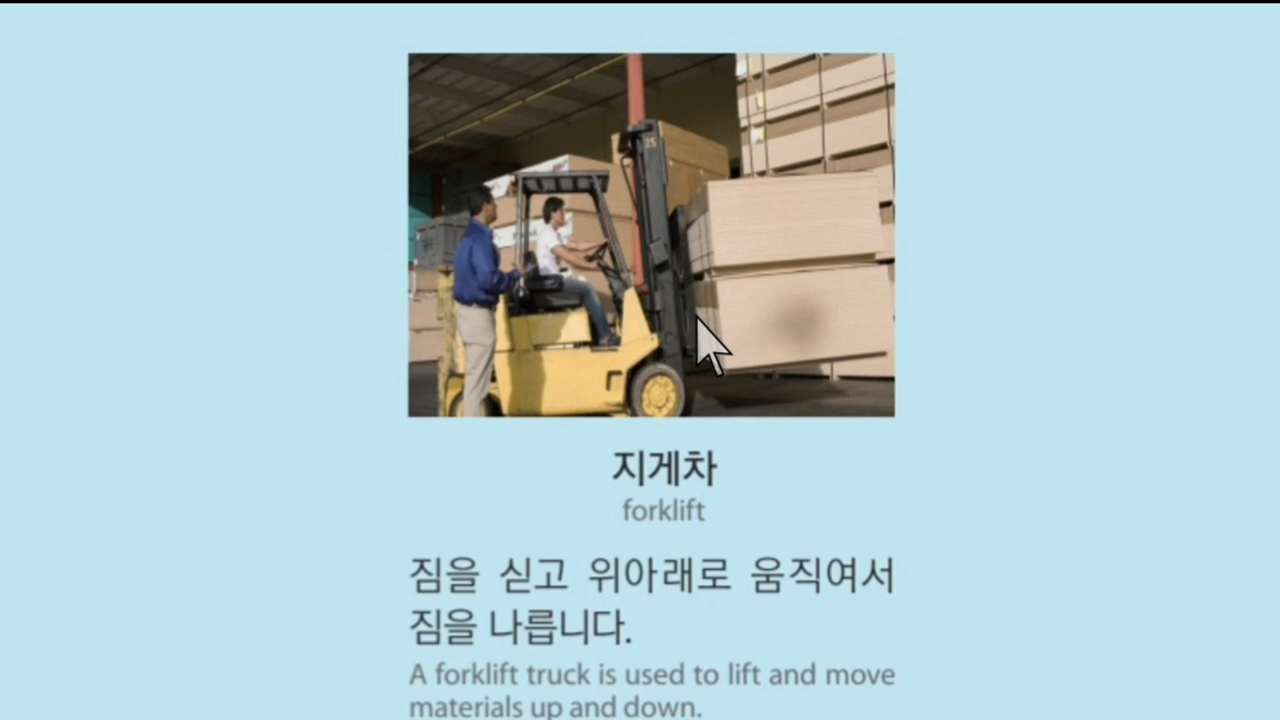 25
지게차
forklift
짐을 싣고 위아래로 움직여서
짐을 나릅니다.
A forklift truck is used to lift and move
materials up and down.